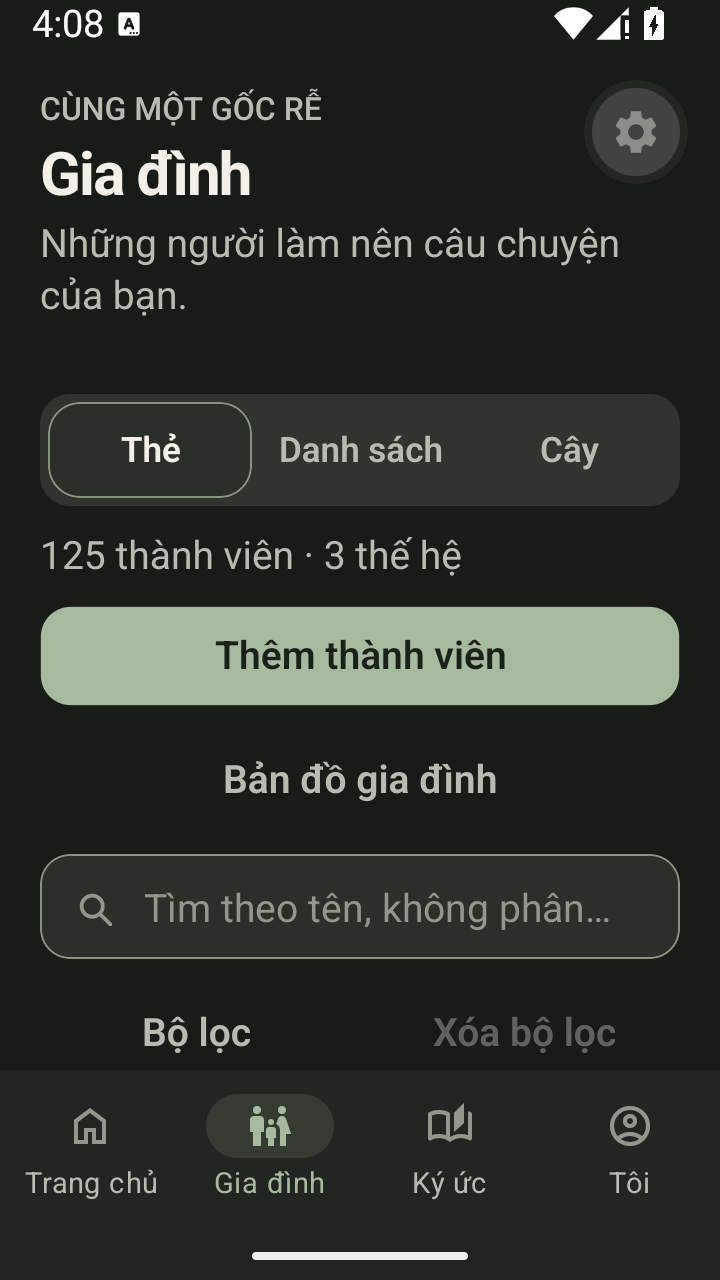 4:08
CÙNG MỘT GỐC RỄ
Gia đình
Những người làm nên câu chuyện
của bạn.
Thẻ Danh sách Cây
125 thành viên · 3 thế hệ
Thêm thành viên
Bản đồ gia đình
Tìm theo tên, không phân...
Bộ lọc Xóa bộ lọc
Trang chủ Gia đình Ký ức Tôi